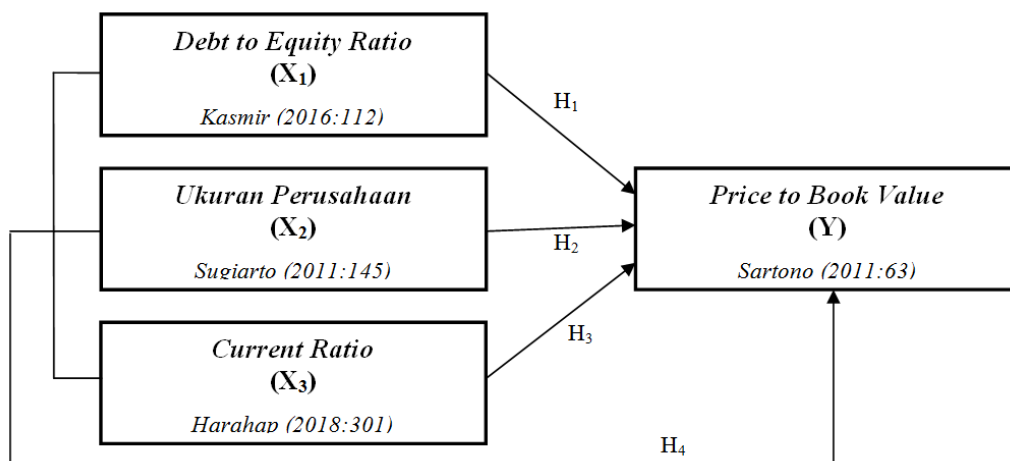 Debt to Equity Ratio
(X₁)
Kasmir (2016:112)
H₁
Ukuran Perusahaan
(X₂)
Sugiarto (2011:145)
H₂
Price to Book Value
(Y)
Sartono (2011:63)
Current Ratio
(X₃)
Harahap (2018:301)
H₃
H₄